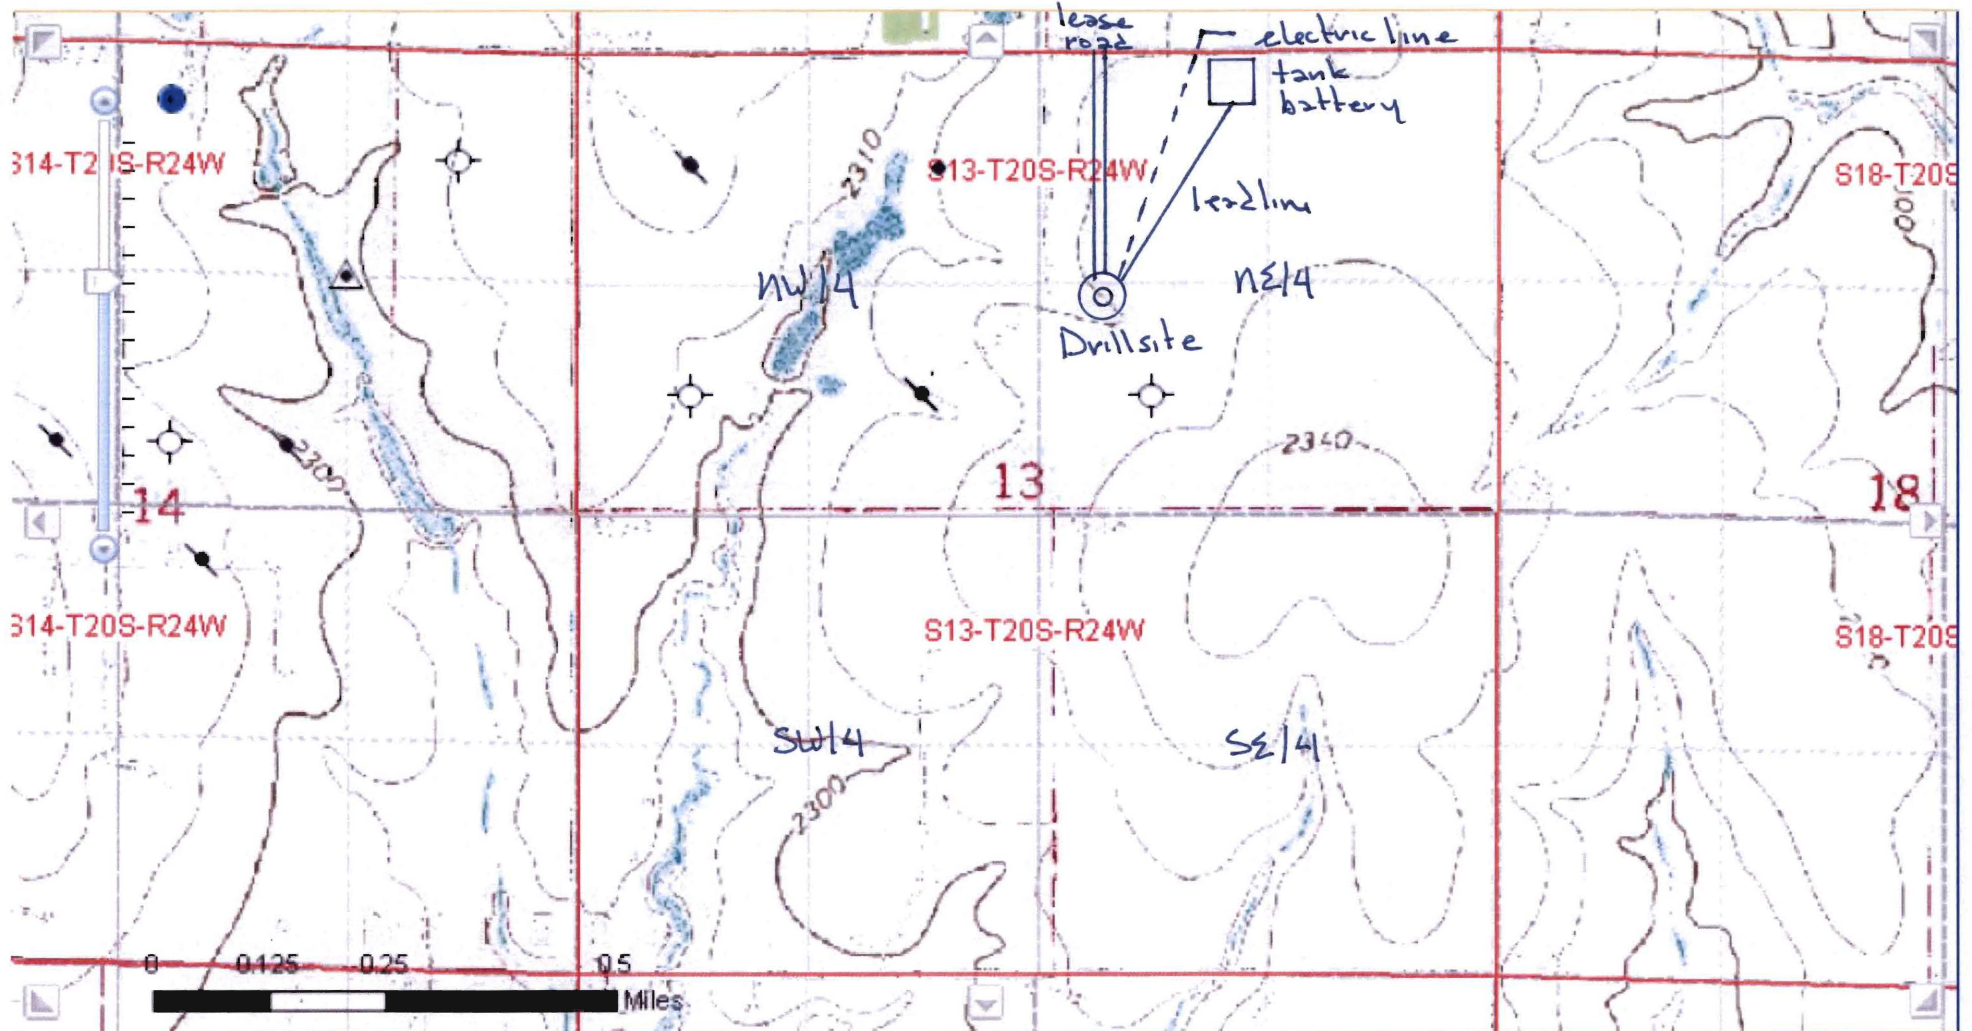 lease
road
electric line
tank
battery
2310
S14-T20S-R24W
S13-T20S-R24W
S18-T20S
leadline
NW/4
NE/4
Drillsite
2340
2300
13
14
18
S14-T20S-R24W
S13-T20S-R24W
S18-T20S
SW/4
SE/4
2300
0 0.125 0.25 0.5
Miles